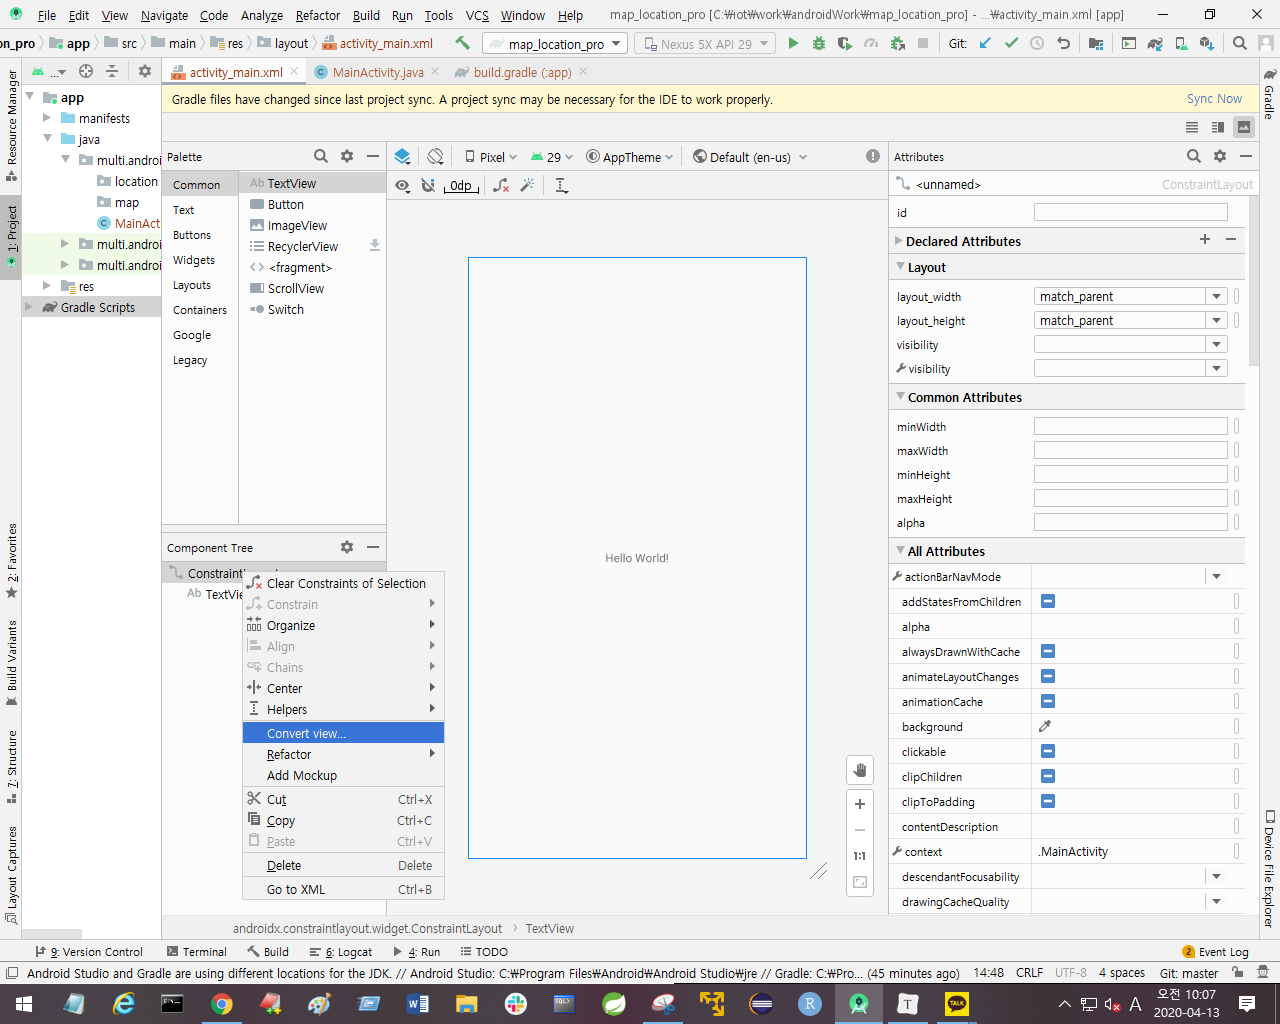 File Edit View Navigate Code Analyze Refactor Build Run Tools VCS Window Help map_location_pro [C:₩iot₩work₩androidWork₩map_location_pro] - ...₩activity_main.xml [app]
on_pro app src main res layout activity_main.xml map_location_pro Nexus 5X API 29 Git:
... activity_main.xml MainActivity.java build.gradle (:app)
Gradle files have changed since last project sync. A project sync may be necessary for the IDE to work properly. Sync Now
Resource Manager
1: Project
2: Favorites
Build Variants
7: Structure
Layout Captures
app
manifests
java
multi.androi
location
map
MainAct
multi.androi
multi.androi
res
Gradle Scripts
Palette
Common
Text
Buttons
Widgets
Layouts
Containers
Google
Legacy
Ab TextView
Button
ImageView
RecyclerView
<fragment>
ScrollView
Switch
Pixel 29 AppTheme Default (en-us)
0dp
Hello World!
1:1
Component Tree
ConstraintL
Ab TextVie
Clear Constraints of Selection
Constrain
Organize
Align
Chains
Center
Helpers
Convert view...
Refactor
Add Mockup
Cut Ctrl+X
Copy Ctrl+C
Paste Ctrl+V
Delete Delete
Go to XML Ctrl+B
Attributes
<unnamed> ConstraintLayout
id
Declared Attributes
Layout
layout_width match_parent
layout_height match_parent
visibility
visibility
Common Attributes
minWidth
maxWidth
minHeight
maxHeight
alpha
All Attributes
actionBarNavMode
addStatesFromChildren
alpha
alwaysDrawnWithCache
animateLayoutChanges
animationCache
background
clickable
clipChildren
clipToPadding
contentDescription
context .MainActivity
descendantFocusability
drawingCacheQuality
Gradle
Device File Explorer
androidx.constraintlayout.widget.ConstraintLayout TextView
9: Version Control Terminal Build 6: Logcat 4: Run TODO 2 Event Log
Android Studio and Gradle are using different locations for the JDK. // Android Studio: C:₩Program Files₩Android₩Android Studio₩jre // Gradle: C:₩Pro... (45 minutes ago) 14:48 CRLF UTF-8 4 spaces Git: master
A 오전 10:07
2020-04-13